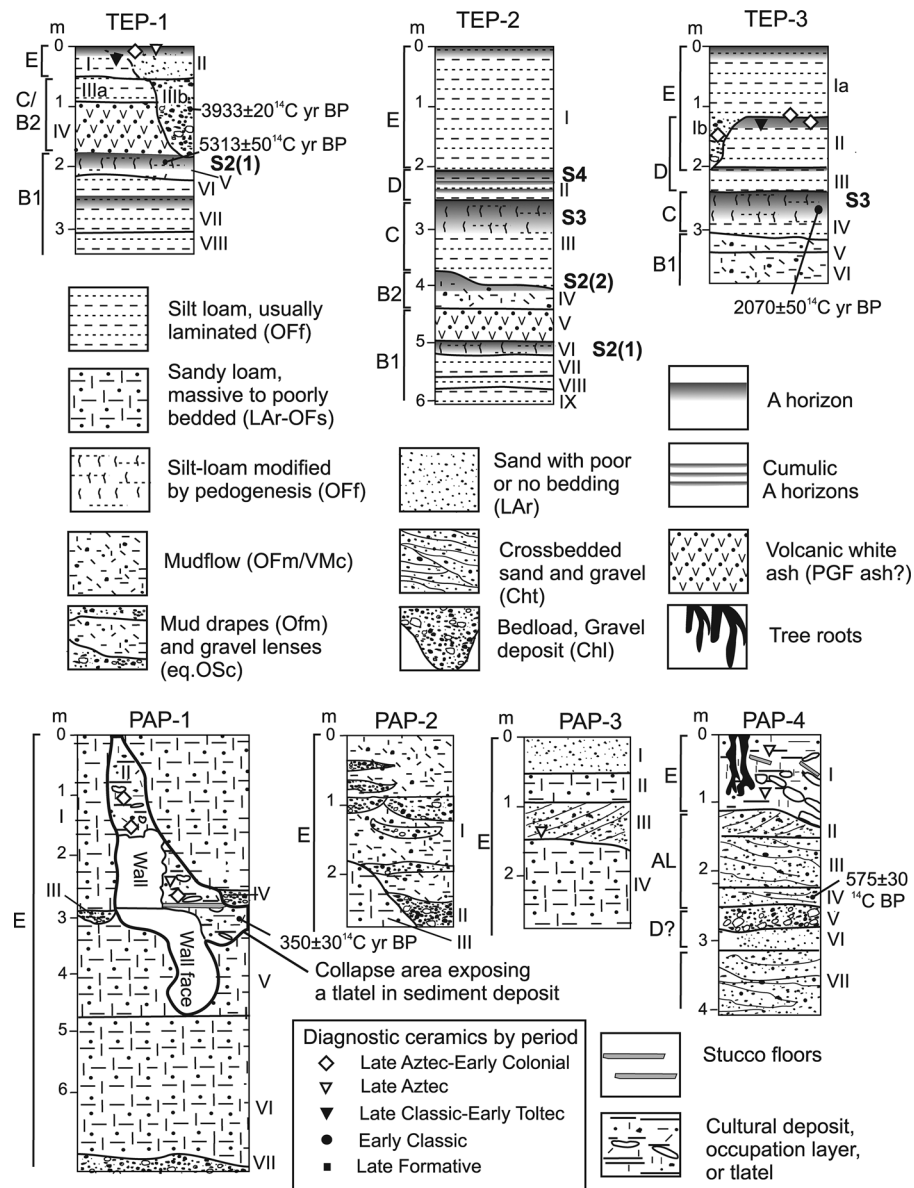 TEP-1
m
0
1
2
3
E
C/
B2
B1
I
II
IIIa
IIIb
IV
V
VI
VII
VIII
3933±20¹⁴C yr BP
5313±50¹⁴C yr BP
S2(1)
TEP-2
m
0
1
2
3
4
5
6
E
D
C
B2
B1
I
II
III
IV
V
VI
VII
VIII
IX
S4
S3
S2(2)
S2(1)
TEP-3
m
0
1
2
3
E
D
C
B1
Ia
Ib
II
III
IV
V
VI
S3
2070±50¹⁴C yr BP
Silt loam, usually
laminated (OFf)
Sandy loam,
massive to poorly
bedded (LAr-OFs)
Silt-loam modified
by pedogenesis (OFf)
Mudflow (OFm/VMc)
Mud drapes (Ofm)
and gravel lenses
(eq.OSc)
Sand with poor
or no bedding
(LAr)
Crossbedded
sand and gravel
(Cht)
Bedload, Gravel
deposit (Chl)
A horizon
Cumulic
A horizons
Volcanic white
ash (PGF ash?)
Tree roots
PAP-1
m
0
1
1
2
3
4
5
6
E
II
Wall
Wall face
III
IV
V
VI
VII
350±30¹⁴C yr BP
Collapse area exposing
a tlatel in sediment deposit
PAP-2
m
0
1
2
E
I
II
III
PAP-3
m
0
1
2
E
I
II
III
IV
PAP-4
m
0
1
2
3
4
E
AL
D?
I
II
III
IV
V
VI
VII
575±30
¹⁴C BP
Diagnostic ceramics by period
Late Aztec-Early Colonial
Late Aztec
Late Classic-Early Toltec
Early Classic
Late Formative
Stucco floors
Cultural deposit,
occupation layer,
or tlatel